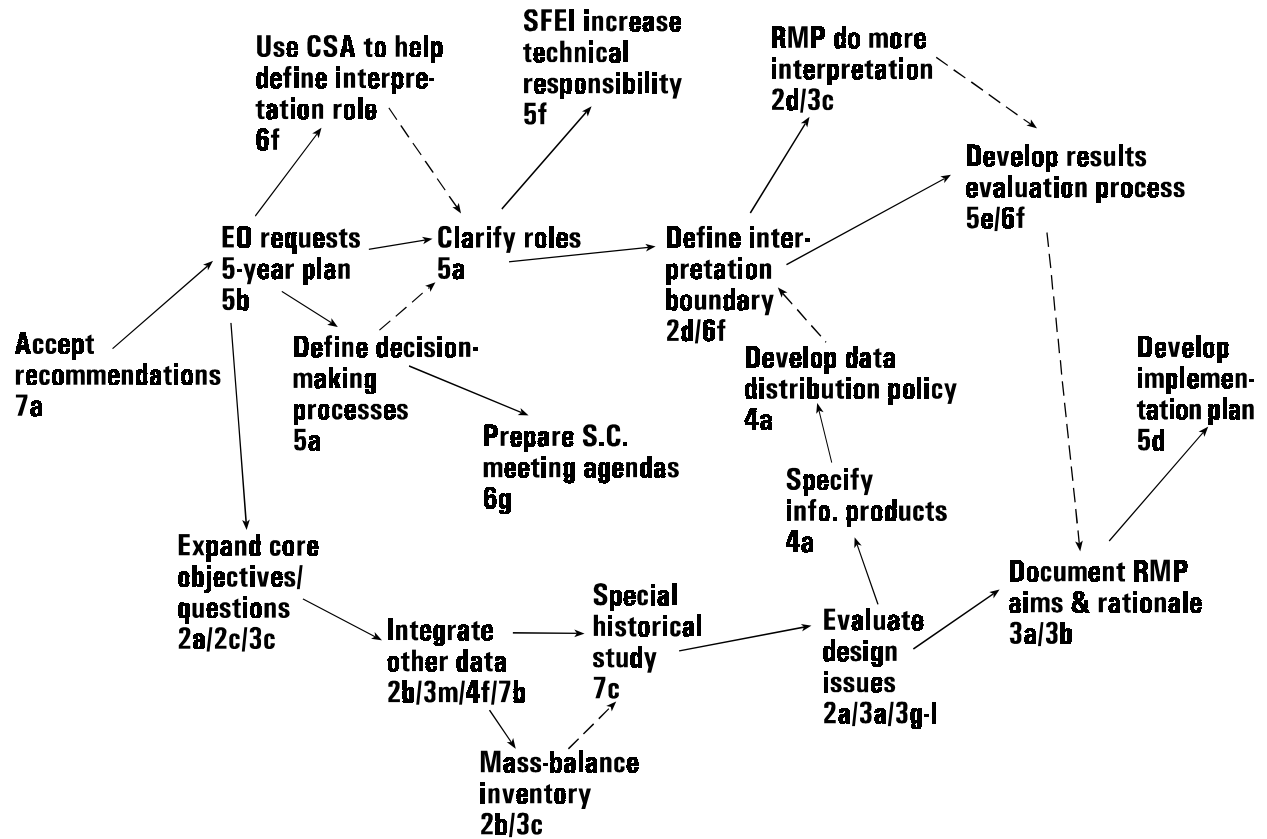 Use CSA to help
define interpre-
tation role
6f
SFEI increase
technical
responsibility
5f
RMP do more
interpretation
2d/3c
Develop results
evaluation process
5e/6f
EO requests
5-year plan
5b
Clarify roles
5a
Define inter-
pretation
boundary
2d/6f
Accept
recommendations
7a
Define decision-
making
processes
5a
Develop data
distribution policy
4a
Develop
implemen-
tation plan
5d
Prepare S.C.
meeting agendas
6g
Specify
info. products
4a
Expand core
objectives/
questions
2a/2c/3c
Integrate
other data
2b/3m/4f/7b
Special
historical
study
7c
Evaluate
design
issues
2a/3a/3g-l
Document RMP
aims & rationale
3a/3b
Mass-balance
inventory
2b/3c